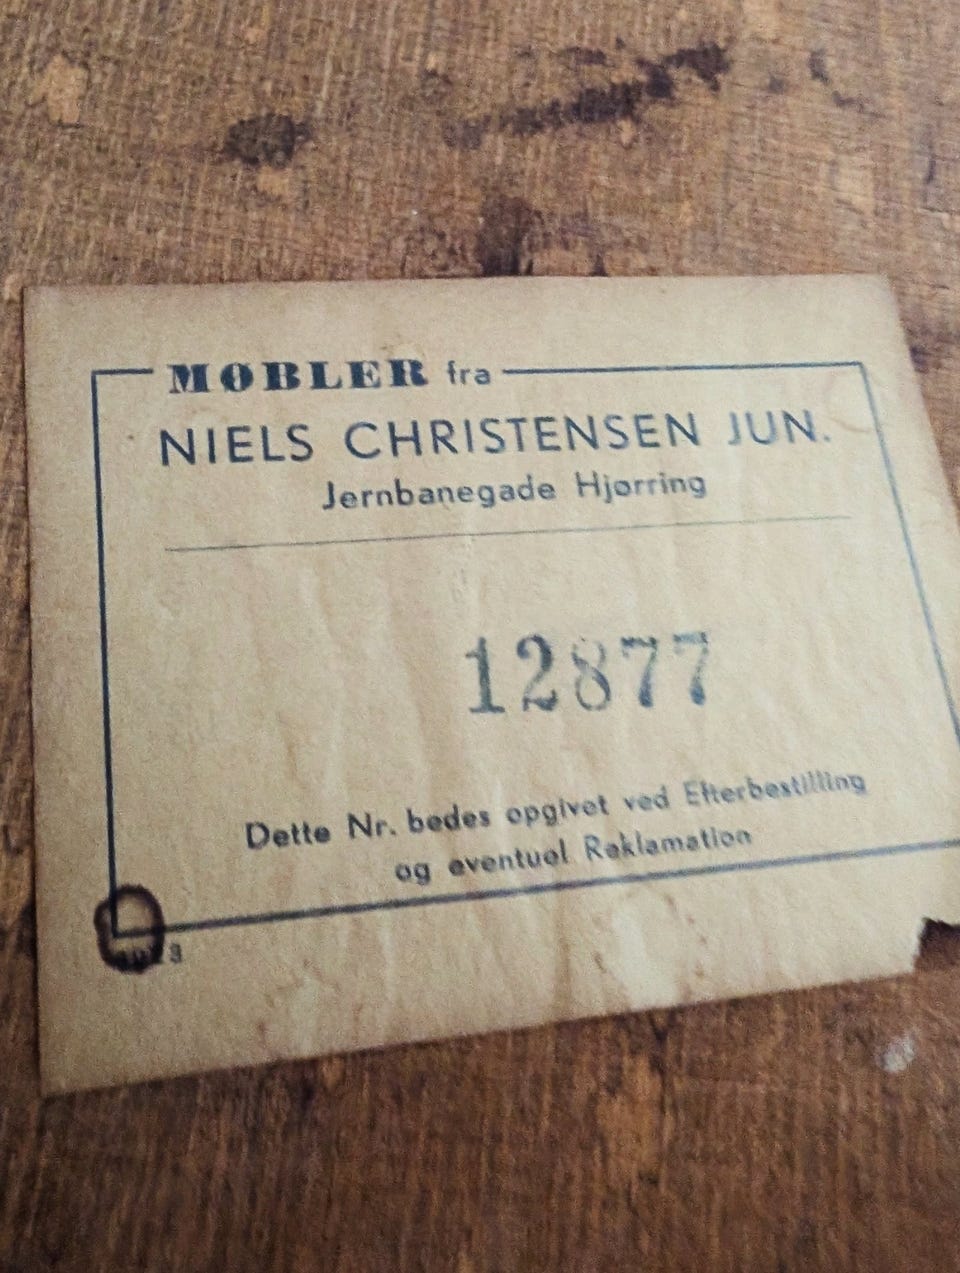 MØBLER fra
NIELS CHRISTENSEN JUN.
Jernbanegade Hjørring
12877
Dette Nr. bedes opgivet ved Efterbestilling
og eventuel Reklamation